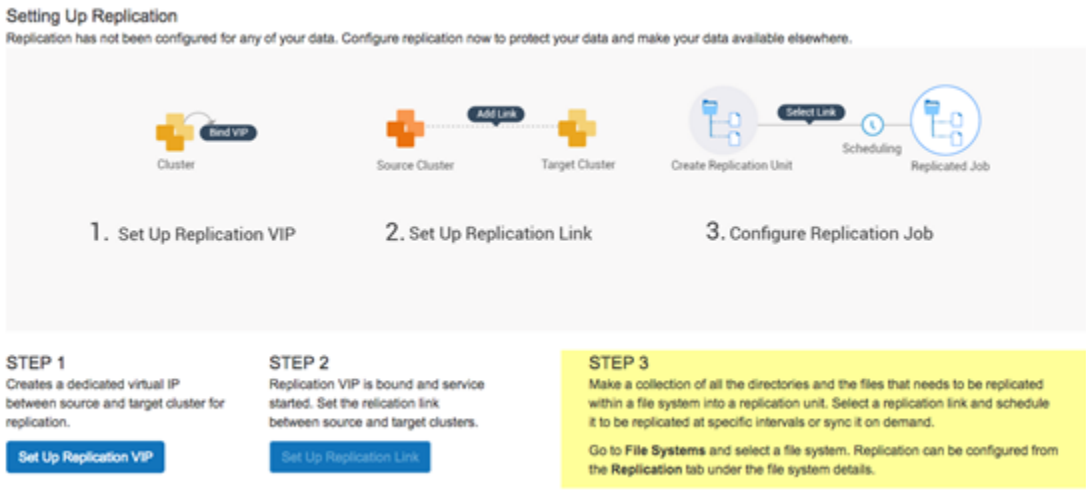 Setting Up Replication
Replication has not been configured for any of your data. Configure replication now to protect your data and make your data available elsewhere.
Bind VIP
Cluster
Add Link
Source Cluster
Target Cluster
Select Link
Create Replication Unit
Scheduling
Replicated Job
1. Set Up Replication VIP
2. Set Up Replication Link
3. Configure Replication Job
STEP 1
Creates a dedicated virtual IP
between source and target cluster for
replication.
Set Up Replication VIP
STEP 2
Replication VIP is bound and service
started. Set the relication link
between source and target clusters.
Set Up Replication Link
STEP 3
Make a collection of all the directories and the files that needs to be replicated
within a file system into a replication unit. Select a replication link and schedule
it to be replicated at specific intervals or sync it on demand.
Go to File Systems and select a file system. Replication can be configured from
the Replication tab under the file system details.